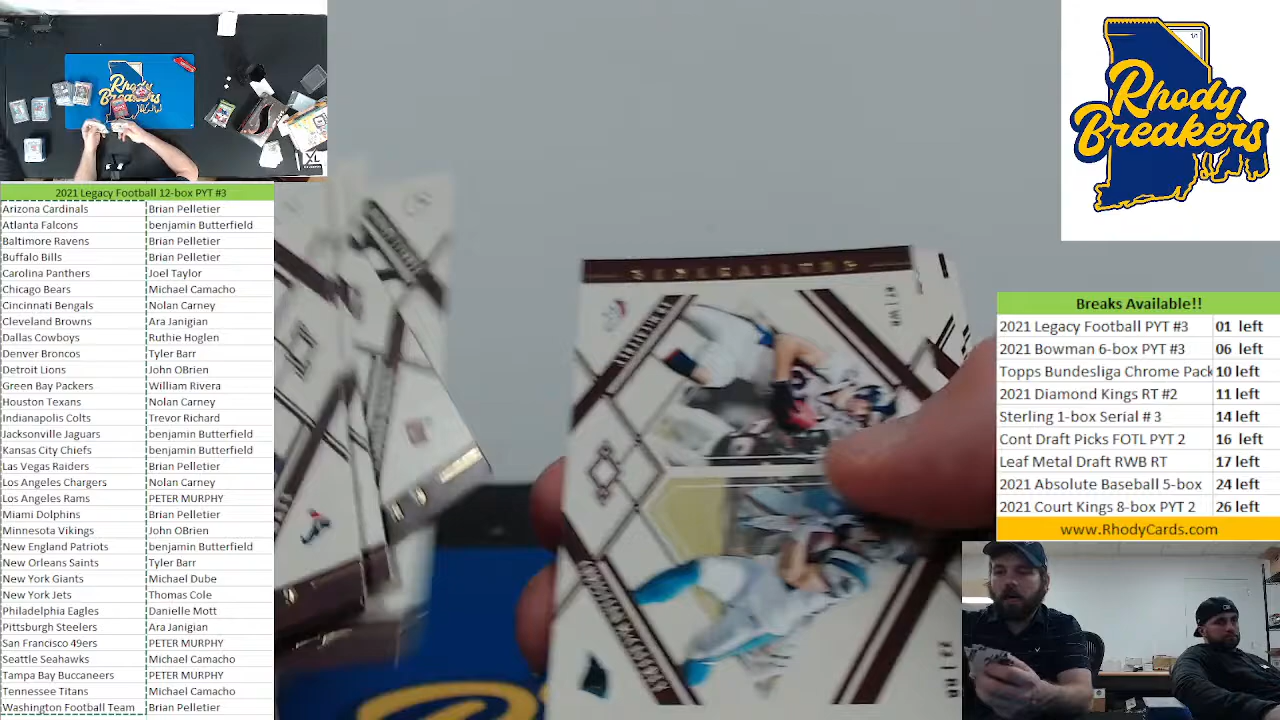 Rhody
Breakers
2021 Legacy Football 12-box PYT #3
Arizona Cardinals Brian Pelletier
Atlanta Falcons benjamin Butterfield
Baltimore Ravens Brian Pelletier
Buffalo Bills Brian Pelletier
Carolina Panthers Joel Taylor
Chicago Bears Michael Camacho
Cincinnati Bengals Nolan Carney
Cleveland Browns Ara Janigian
Dallas Cowboys Ruthie Hoglen
Denver Broncos Tyler Barr
Detroit Lions John OBrien
Green Bay Packers William Rivera
Houston Texans Nolan Carney
Indianapolis Colts Trevor Richard
Jacksonville Jaguars benjamin Butterfield
Kansas City Chiefs benjamin Butterfield
Las Vegas Raiders Brian Pelletier
Los Angeles Chargers Nolan Carney
Los Angeles Rams PETER MURPHY
Miami Dolphins Brian Pelletier
Minnesota Vikings John OBrien
New England Patriots benjamin Butterfield
New Orleans Saints Tyler Barr
New York Giants Michael Dube
New York Jets Thomas Cole
Philadelphia Eagles Danielle Mott
Pittsburgh Steelers Ara Janigian
San Francisco 49ers PETER MURPHY
Seattle Seahawks Michael Camacho
Tampa Bay Buccaneers PETER MURPHY
Tennessee Titans Michael Camacho
Washington Football Team Brian Pelletier
Rhody
Breakers
Breaks Available!!
2021 Legacy Football PYT #3 01 left
2021 Bowman 6-box PYT #3 06 left
Topps Bundesliga Chrome Pack 10 left
2021 Diamond Kings RT #2 11 left
Sterling 1-box Serial # 3 14 left
Cont Draft Picks FOTL PYT 2 16 left
Leaf Metal Draft RWB RT 17 left
2021 Absolute Baseball 5-box 24 left
2021 Court Kings 8-box PYT 2 26 left
www.RhodyCards.com